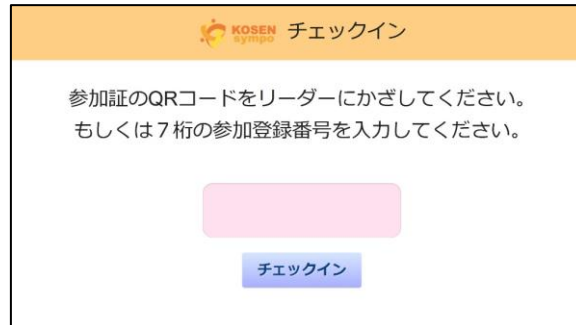 KOSEN sympo チェックイン
参加証のQRコードをリーダーにかざしてください。
もしくは７桁の参加登録番号を入力してください。
チェックイン